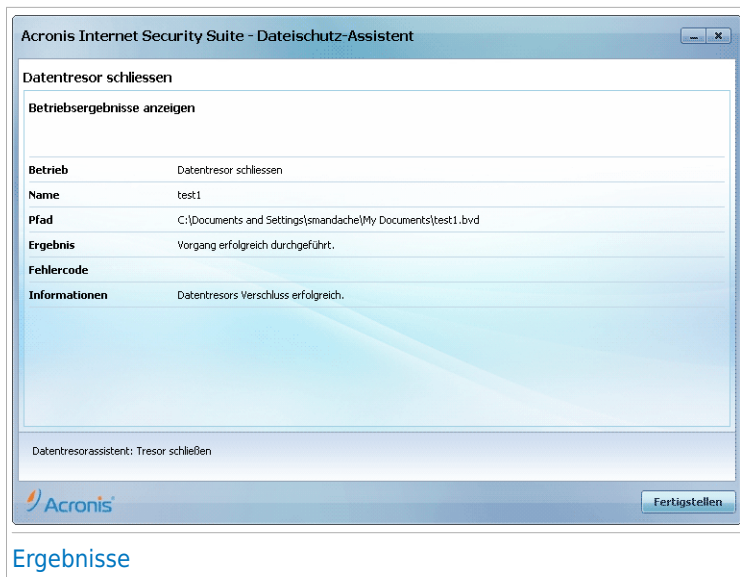 Acronis Internet Security Suite - Dateischutz-Assistent
Datentresor schliessen
Betriebsergebnisse anzeigen
Betrieb Datentresor schliessen
Name test1
Pfad C:\Documents and Settings\smandache\My Documents\test1.bvd
Ergebnis Vorgang erfolgreich durchgeführt.
Fehlercode
Informationen Datentresors Verschluss erfolgreich.
Datentresorassistent: Tresor schließen
Acronis
Fertigstellen
Ergebnisse